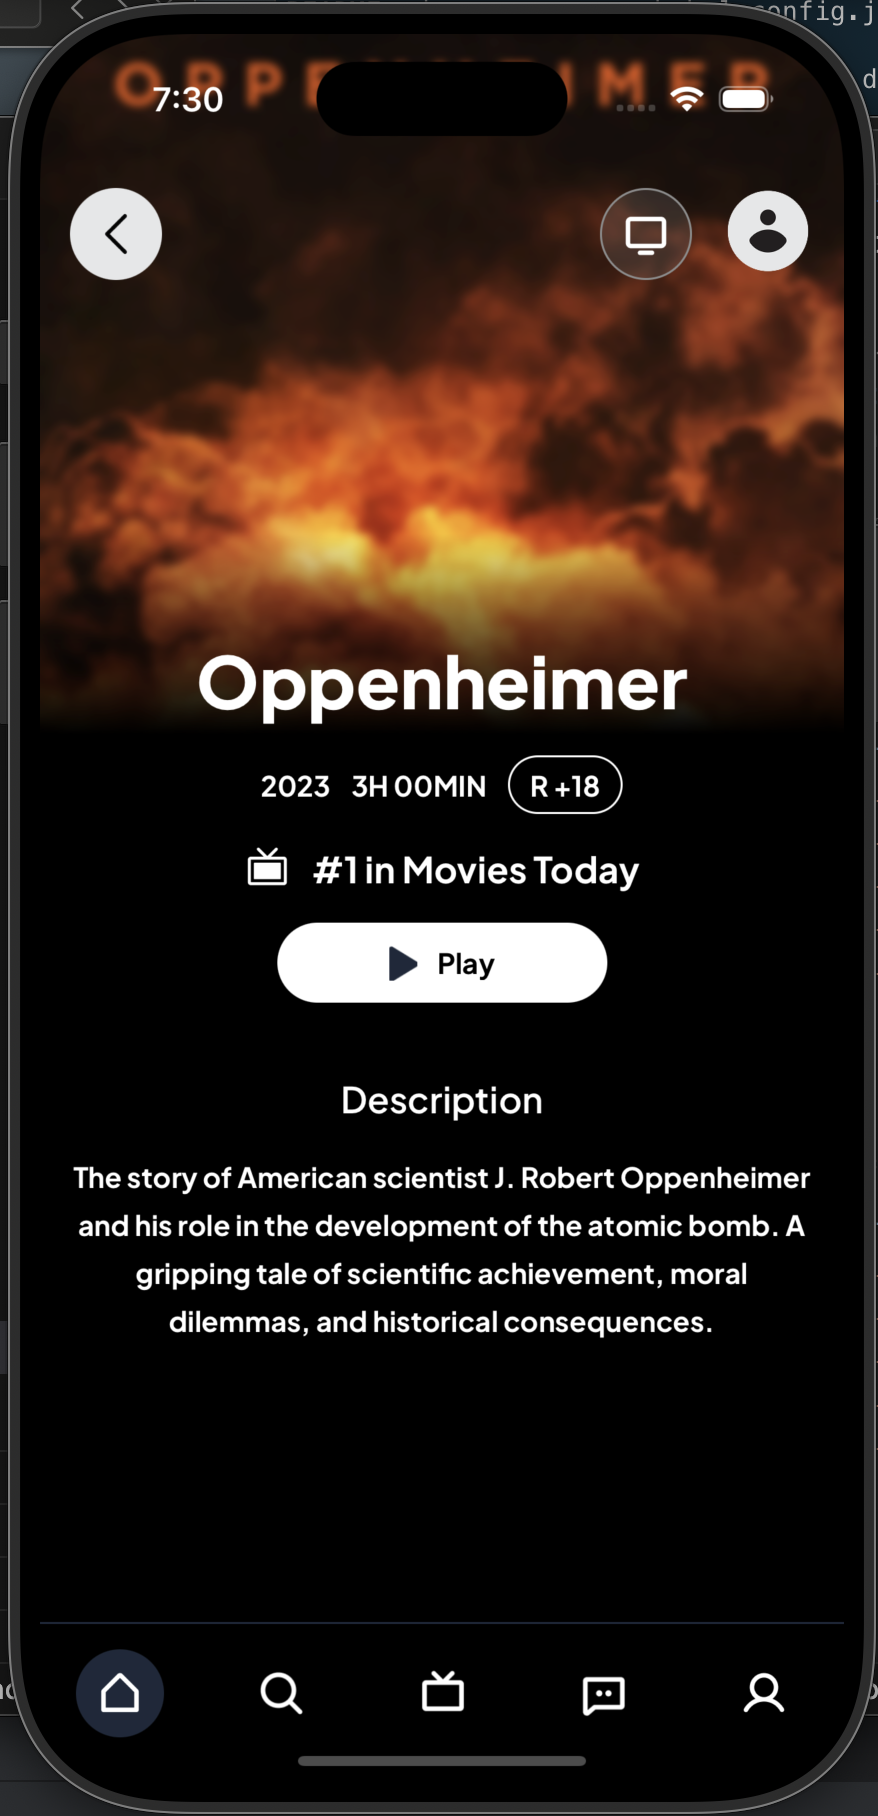 onfig.j
d
OPPENHEIMER
7:30
Oppenheimer
2023 3H 00MIN R +18
#1 in Movies Today
Play
Description
The story of American scientist J. Robert Oppenheimer
and his role in the development of the atomic bomb. A
gripping tale of scientific achievement, moral
dilemmas, and historical consequences.